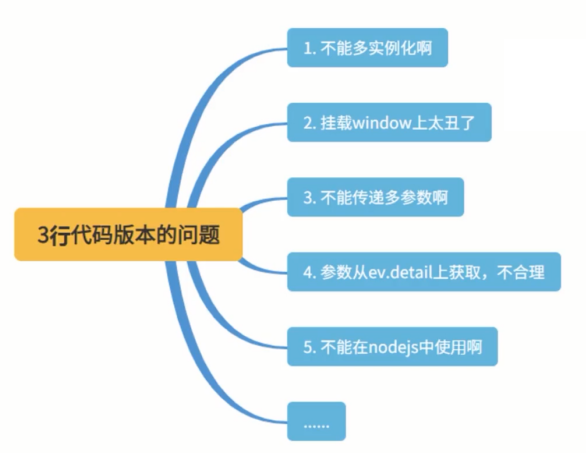 1. 不能多实例化啊
2. 挂载window上太丑了
3. 不能传递多参数啊
3行代码版本的问题
4. 参数从ev.detail上获取，不合理
5. 不能在nodejs中使用啊
......